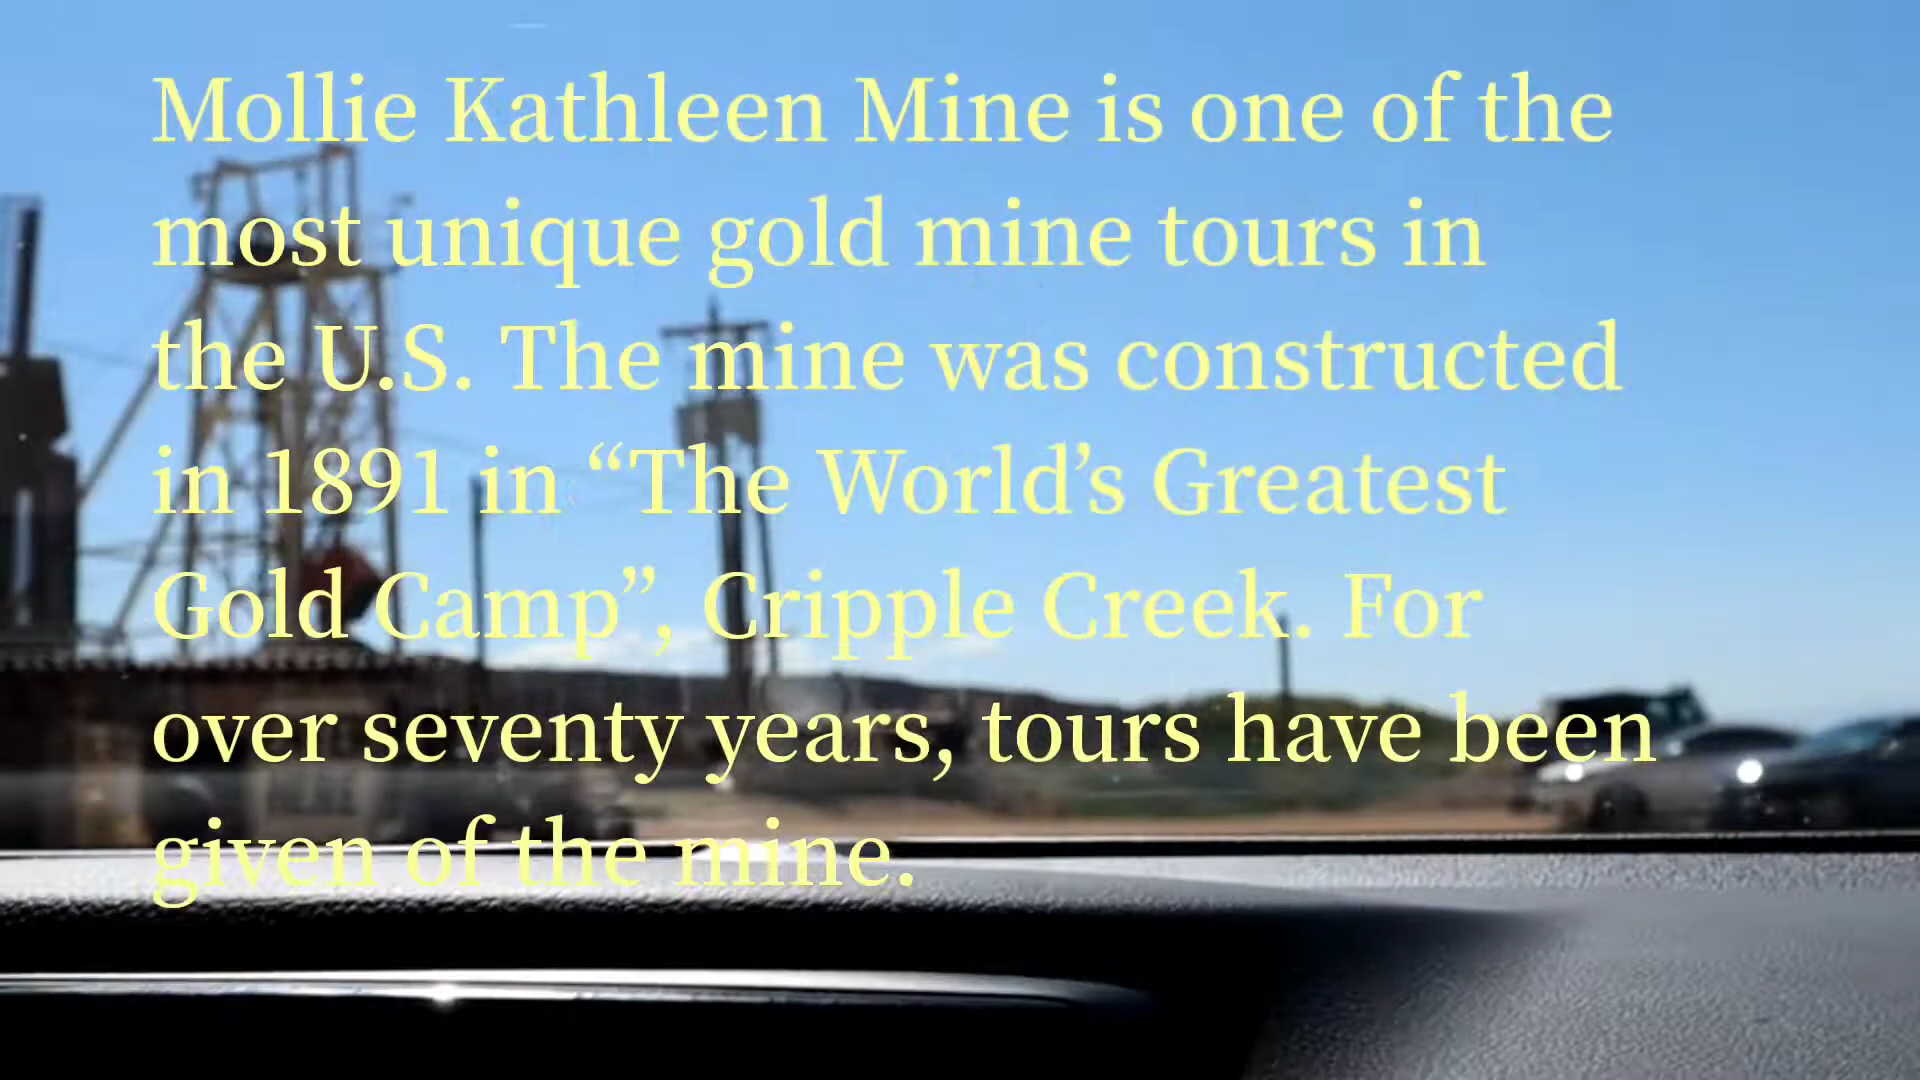 Mollie Kathleen Mine is one of the
most unique gold mine tours in
the U.S. The mine was constructed
in 1891 in “The World’s Greatest
Gold Camp”, Cripple Creek. For
over seventy years, tours have been
given of the mine.